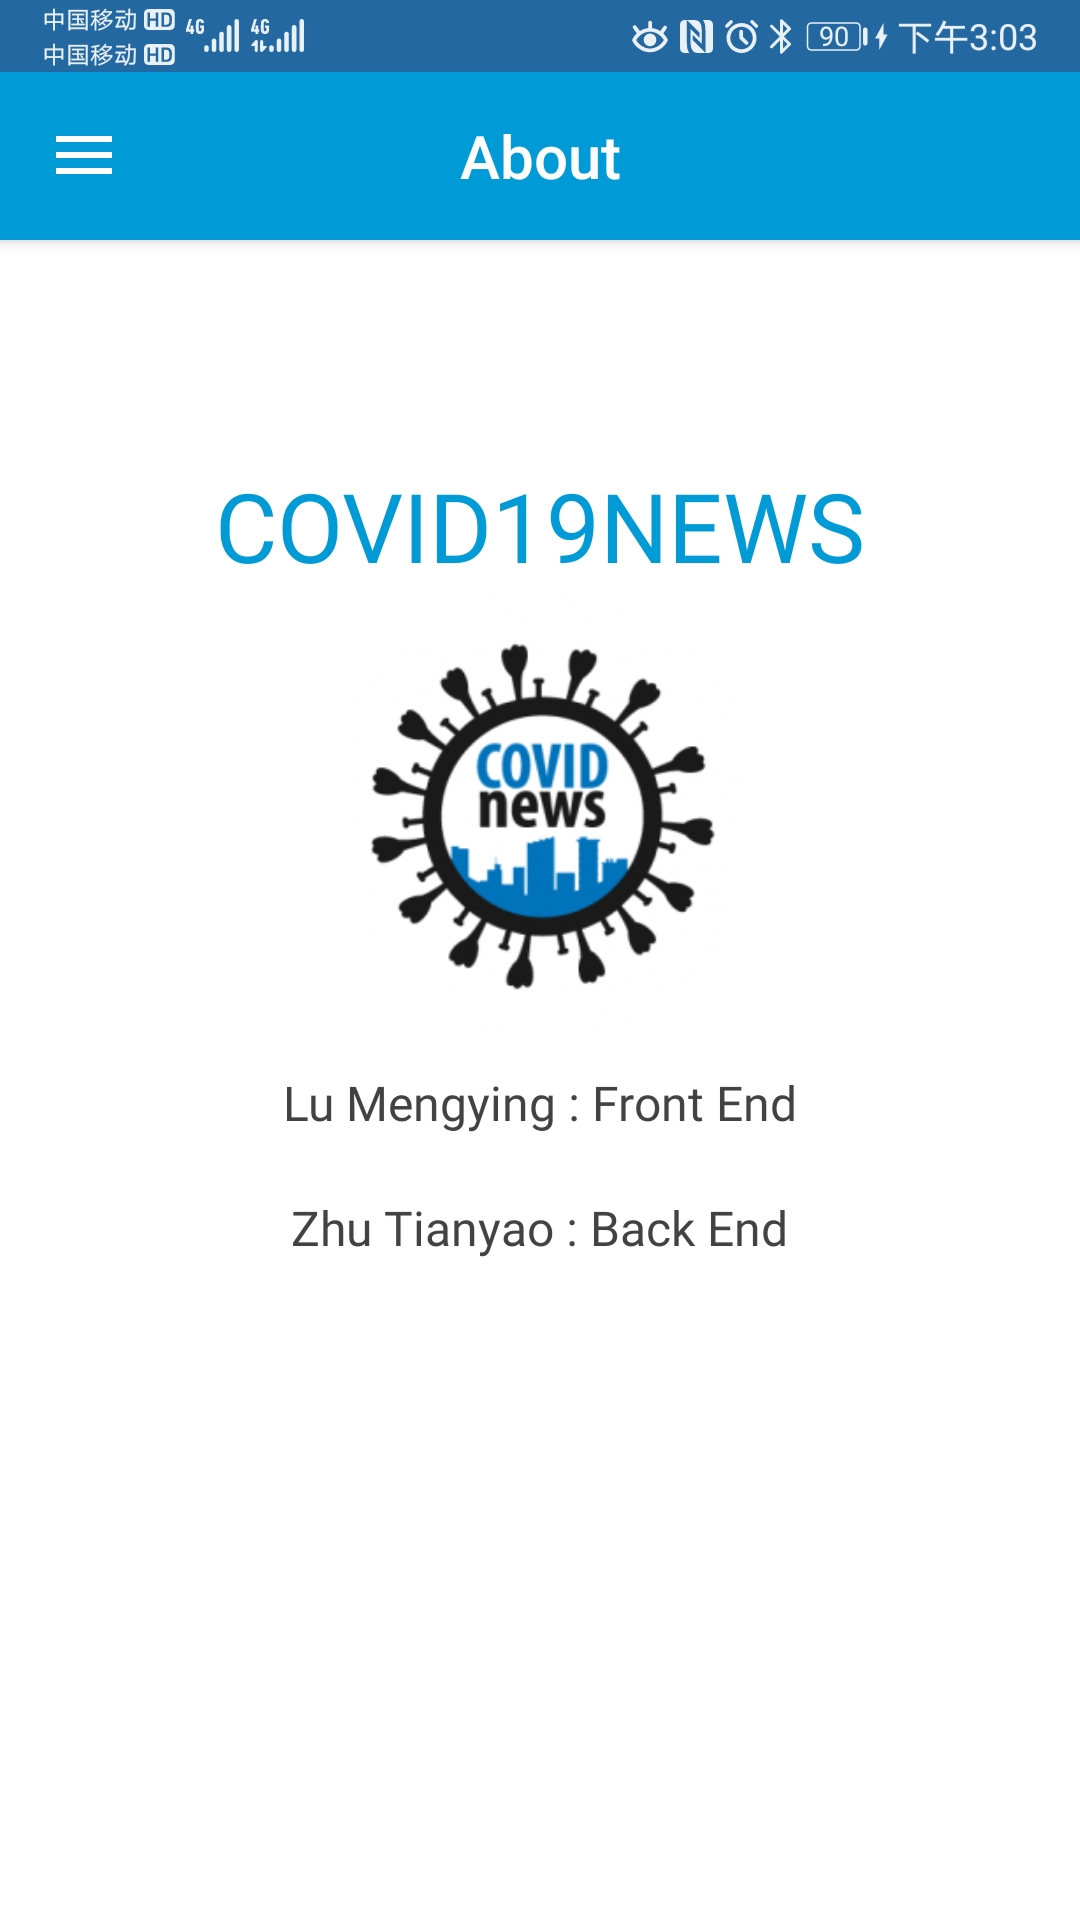 中国移动 HD 4G 4G
中国移动 HD
90 下午3:03
About
COVID19NEWS
COVID
news
Lu Mengying : Front End
Zhu Tianyao : Back End